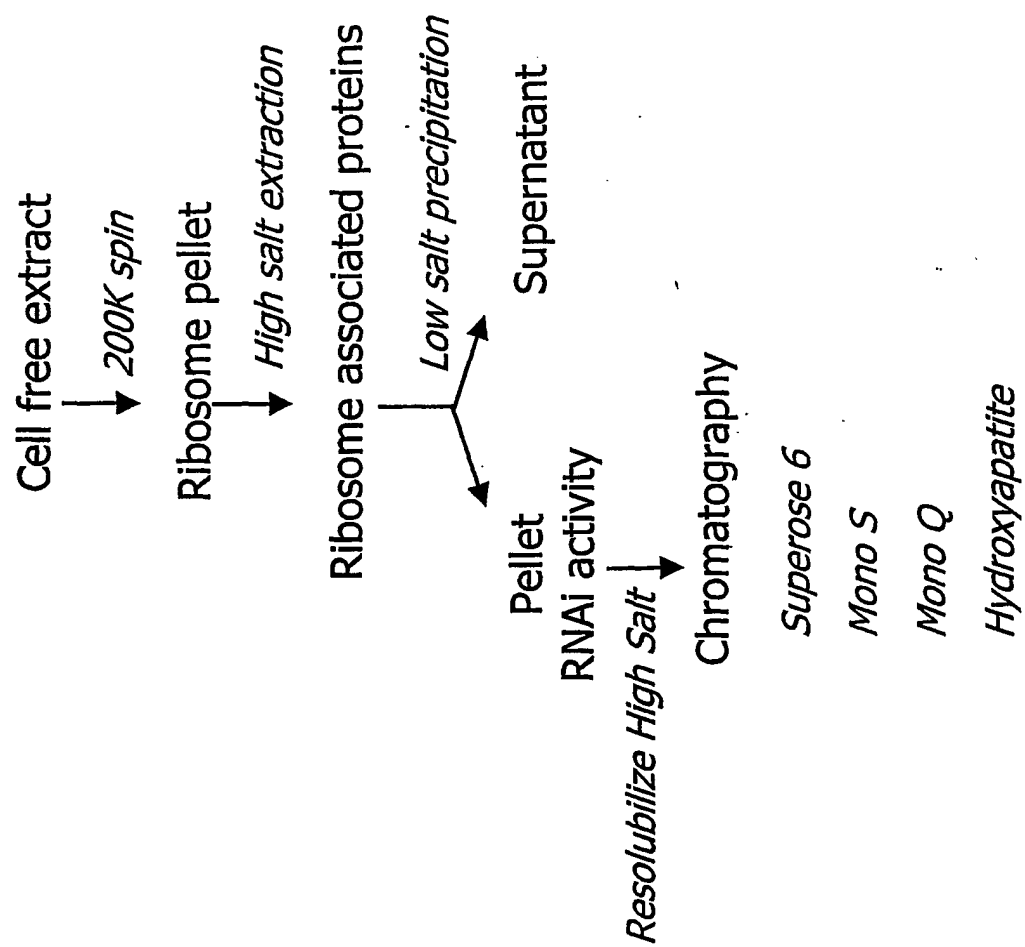 Cell free extract
200K spin
Ribosome pellet
High salt extraction
Ribosome associated proteins
Low salt precipitation
Pellet
RNAi activity
Supernatant
Resolubilize High Salt
Chromatography
Superose 6
Mono S
Mono Q
Hydroxyapatite